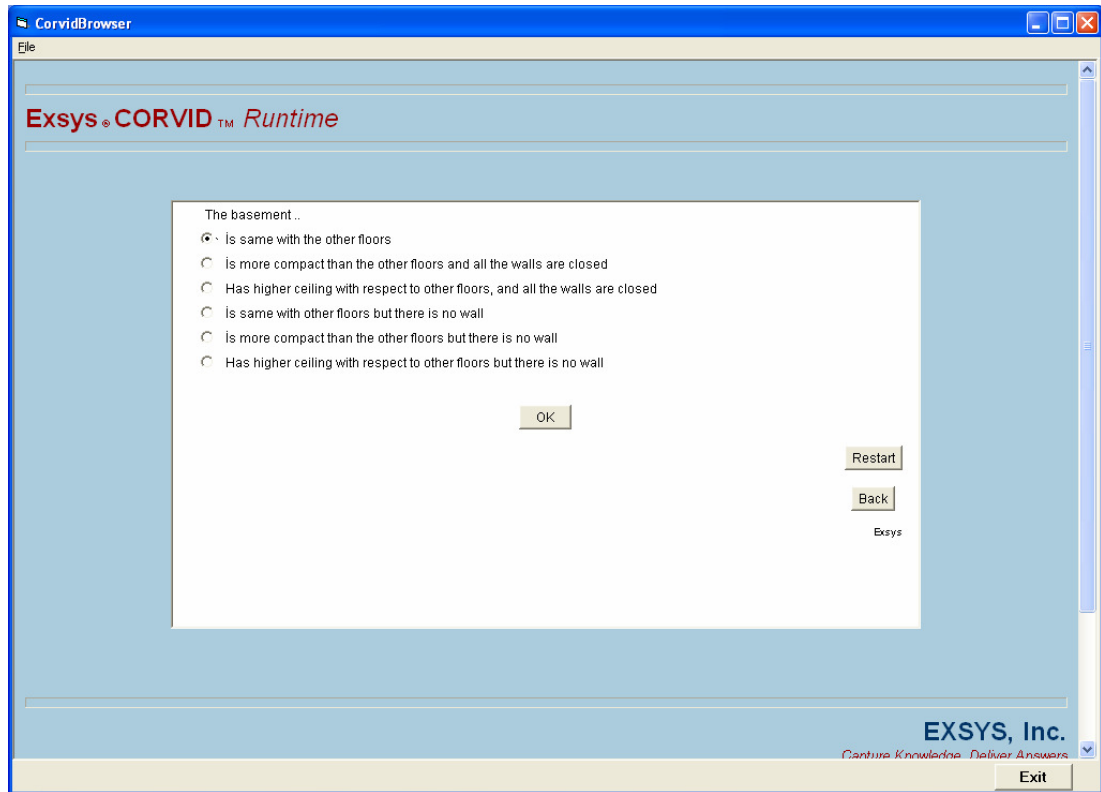 CorvidBrowser
File
Exsys ® CORVID TM Runtime
The basement ..
İs same with the other floors
İs more compact than the other floors and all the walls are closed
Has higher ceiling with respect to other floors, and all the walls are closed
İs same with other floors but there is no wall
İs more compact than the other floors but there is no wall
Has higher ceiling with respect to other floors but there is no wall
OK
Restart
Back
Exsys
EXSYS, Inc.
Capture Knowledge. Deliver Answers
Exit